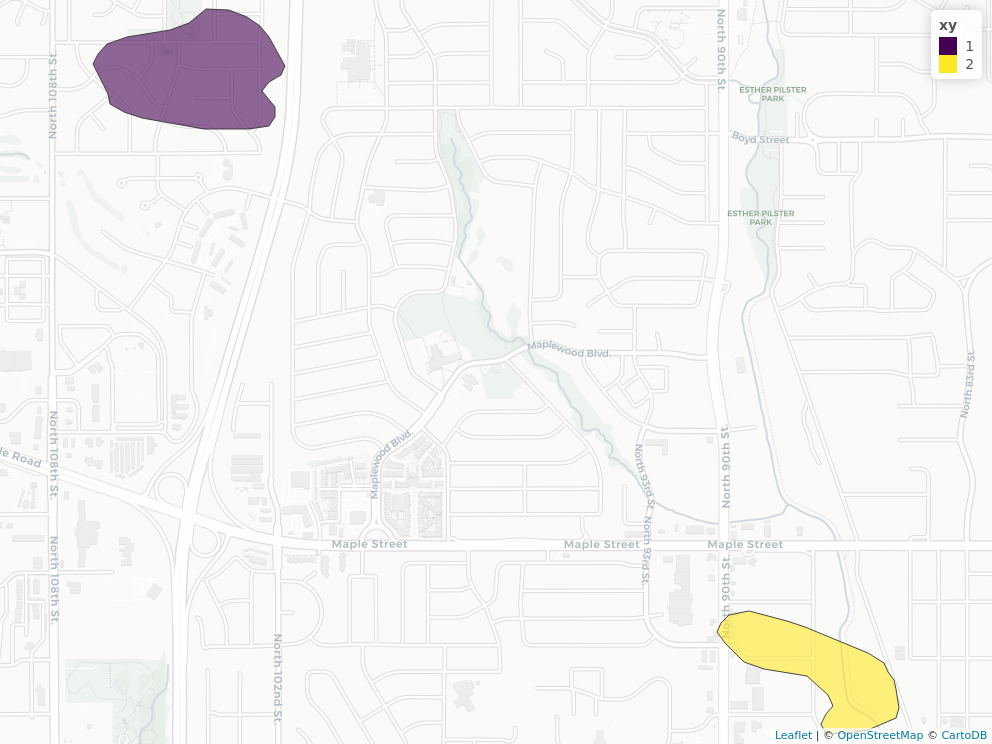 xy
1
2
North 108th St.
North 90th St.
ESTHER PILSTER
PARK
Boyd Street
ESTHER PILSTER
PARK
Maplewood Blvd.
North 83rd St.
North 108th St.
North 90th St.
Maplewood Blvd.
le Road
North 93rd St.
North 108th St.
North 93rd St.
Maple Street
Maple Street
Maple Street
North 90th St.
North 102nd St.
Leaflet | © OpenStreetMap © CartoDB